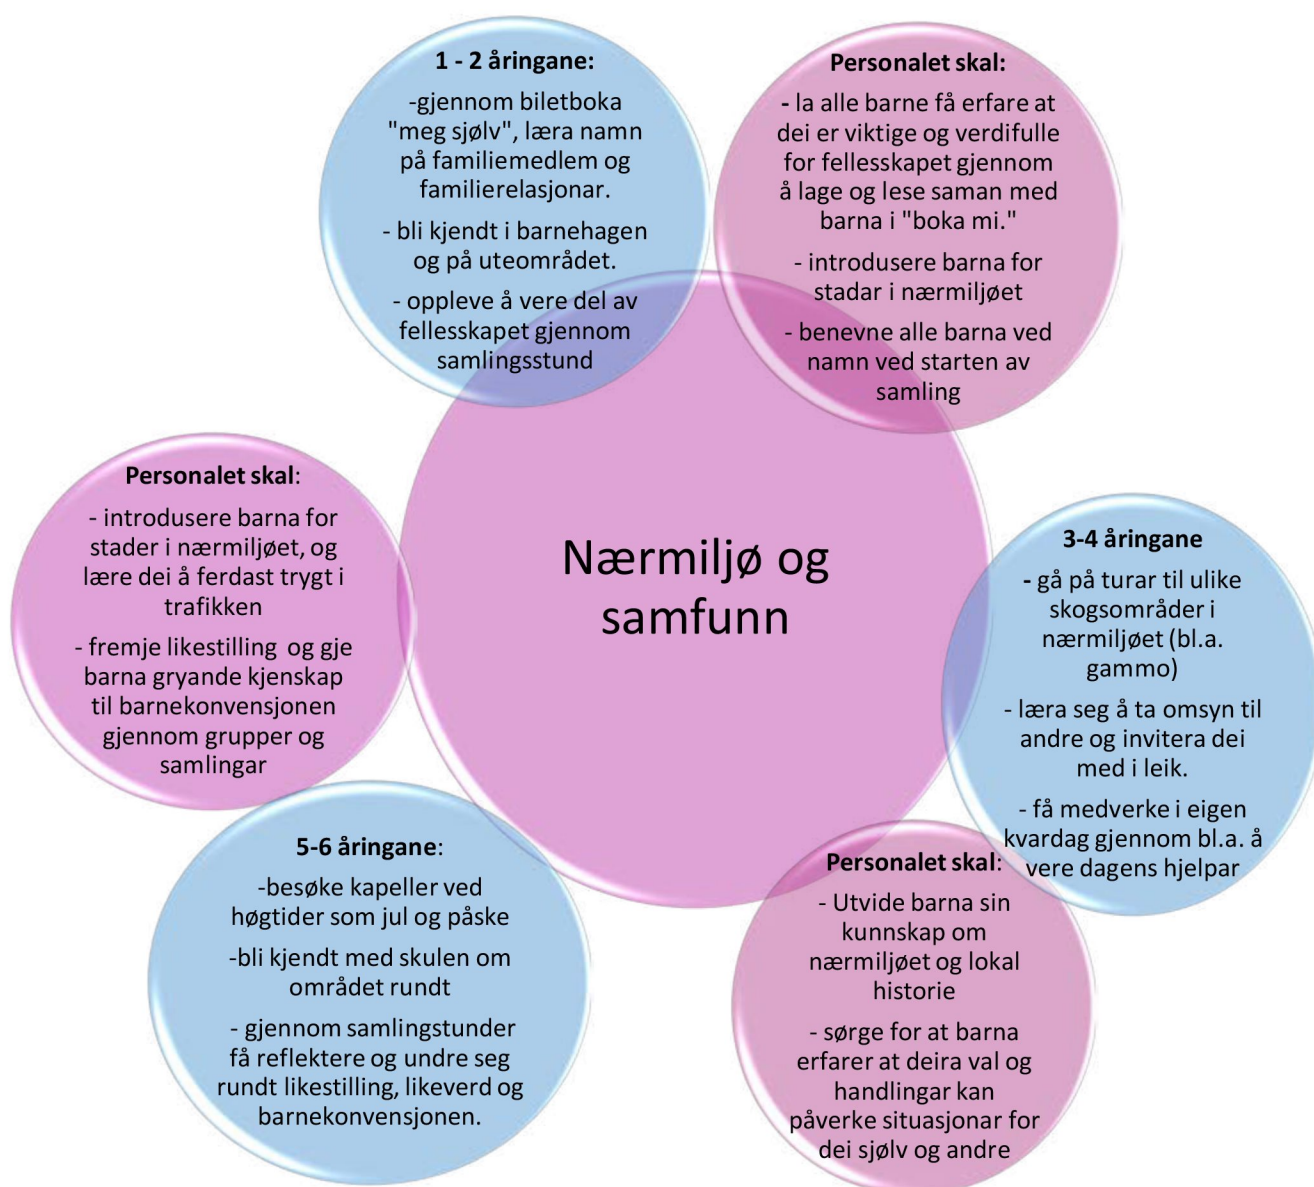 Nærmiljø og
samfunn
1 - 2 åringane:
-gjennom biletboka
"meg sjølv", læra namn
på familiemedlem og
familierelasjonar.
- bli kjendt i barnehagen
og på uteområdet.
- oppleve å vere del av
fellesskapet gjennom
samlingsstund
Personalet skal:
- la alle barne få erfare at
dei er viktige og verdifulle
for fellesskapet gjennom
å lage og lese saman med
barna i "boka mi."
- introdusere barna for
stadar i nærmiljøet
- benevne alle barna ved
namn ved starten av
samling
3-4 åringane
- gå på turar til ulike
skogsområder i
nærmiljøet (bl.a.
gammo)
- læra seg å ta omsyn til
andre og invitera dei
med i leik.
- få medverke i eigen
kvardag gjennom bl.a. å
vere dagens hjelpar
Personalet skal:
- Utvide barna sin
kunnskap om
nærmiljøet og lokal
historie
- sørge for at barna
erfarer at deira val og
handlingar kan
påverke situasjonar for
dei sjølv og andre
5-6 åringane:
-besøke kapeller ved
høgtider som jul og påske
-bli kjendt med skulen om
området rundt
- gjennom samlingstunder
få reflektere og undre seg
rundt likestilling, likeverd og
barnekonvensjonen.
Personalet skal:
- introdusere barna for
stader i nærmiljøet, og
lære dei å ferdast trygt i
trafikken
- fremje likestilling og gje
barna gryande kjenskap
til barnekonvensjonen
gjennom grupper og
samlingar